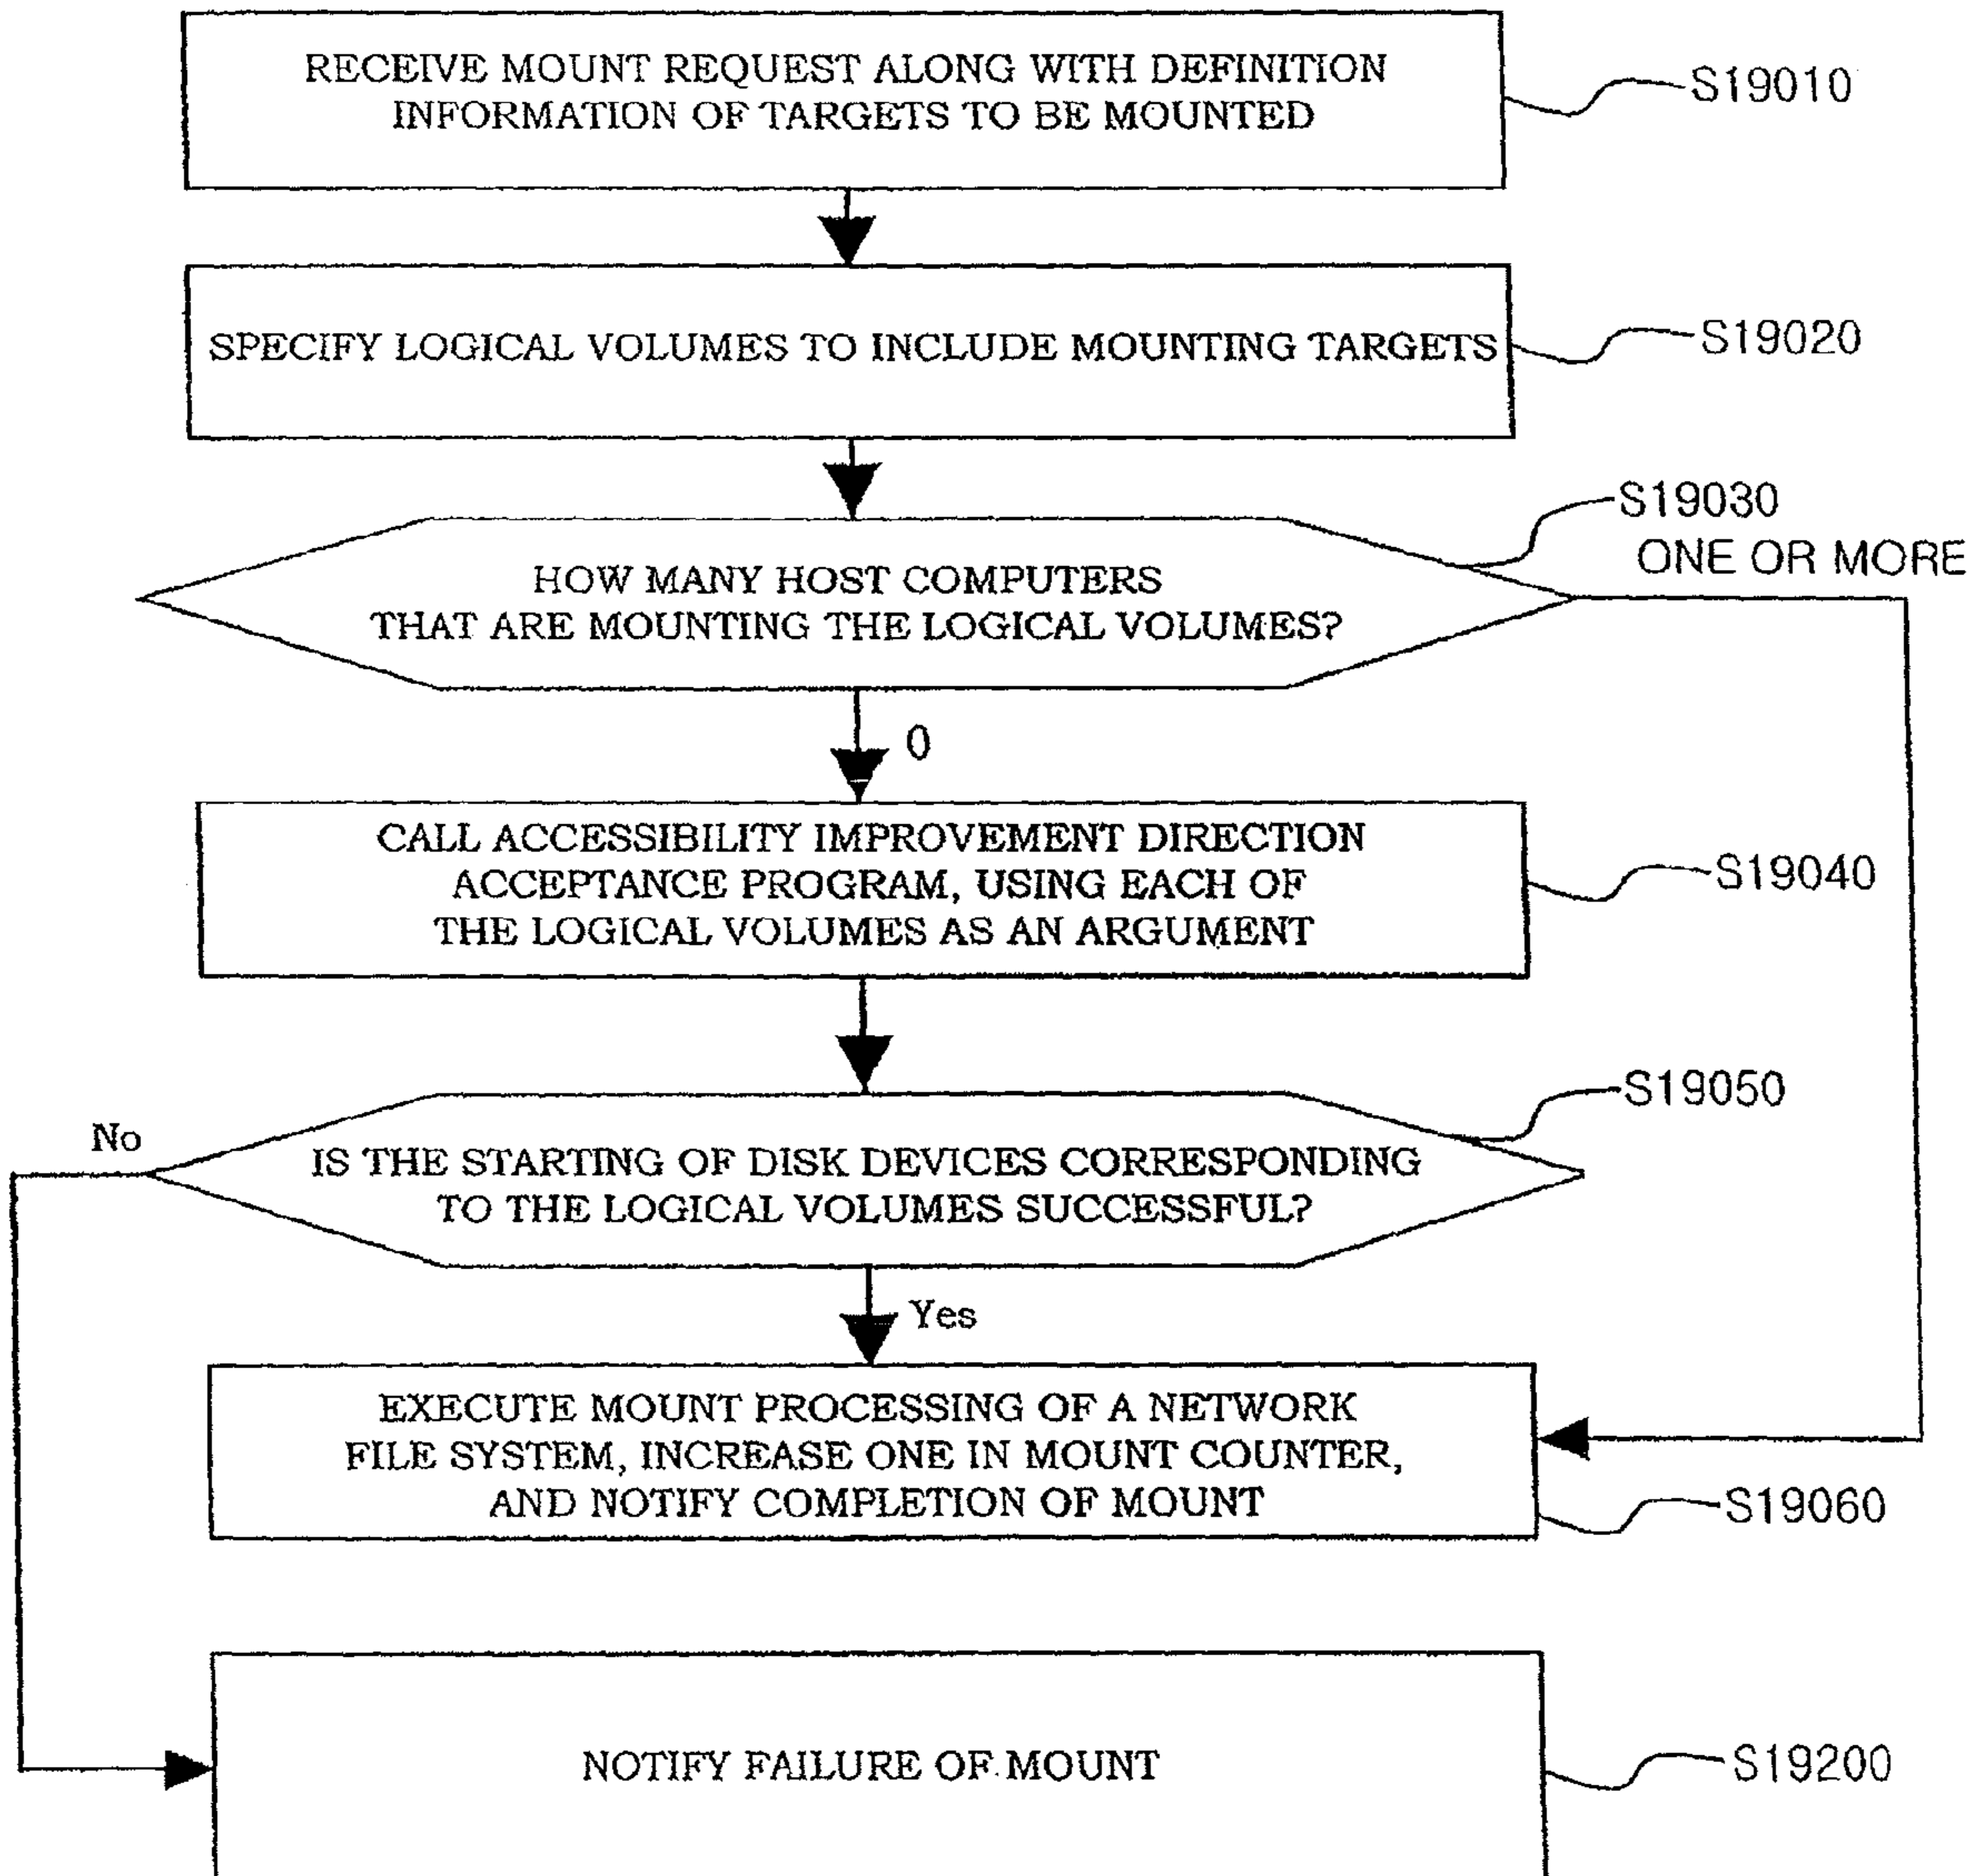 RECEIVE MOUNT REQUEST ALONG WITH DEFINITION
INFORMATION OF TARGETS TO BE MOUNTED
S19010
SPECIFY LOGICAL VOLUMES TO INCLUDE MOUNTING TARGETS
S19020
S19030
ONE OR MORE
HOW MANY HOST COMPUTERS
THAT ARE MOUNTING THE LOGICAL VOLUMES?
0
CALL ACCESSIBILITY IMPROVEMENT DIRECTION
ACCEPTANCE PROGRAM, USING EACH OF
THE LOGICAL VOLUMES AS AN ARGUMENT
S19040
S19050
No
IS THE STARTING OF DISK DEVICES CORRESPONDING
TO THE LOGICAL VOLUMES SUCCESSFUL?
Yes
EXECUTE MOUNT PROCESSING OF A NETWORK
FILE SYSTEM, INCREASE ONE IN MOUNT COUNTER,
AND NOTIFY COMPLETION OF MOUNT
S19060
NOTIFY FAILURE OF MOUNT
S19200